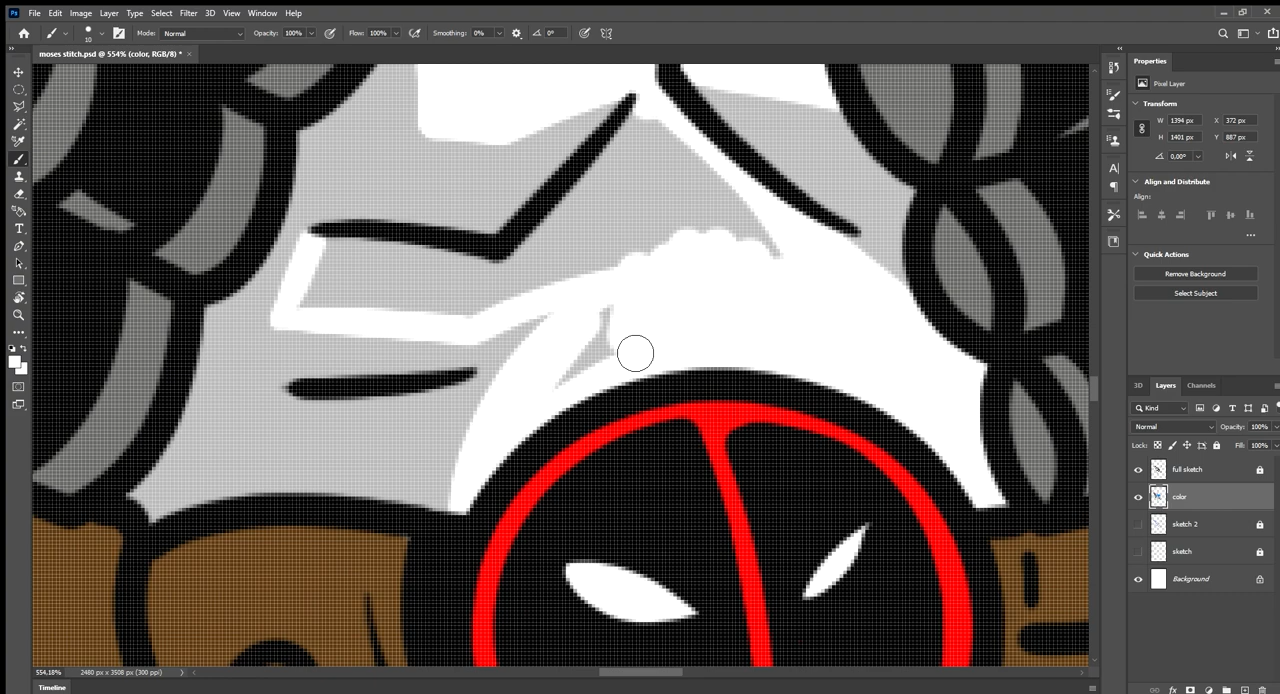 Ps File Edit Image Layer Type Select Filter 3D View Window Help
10 Mode: Normal Opacity: 100% Flow: 100% Smoothing: 0% 0°
moses stitch.psd @ 554% (color, RGB/8) * ×
Properties
Pixel Layer
Transform
W 1394 px X 372 px
H 1401 px Y 887 px
0,00°
Align and Distribute
Align:
Quick Actions
Remove Background
Select Subject
3D Layers Channels
Kind
Normal Opacity: 100%
Lock: Fill: 100%
full sketch
color
sketch 2
sketch
Background
554,18% 2480 px x 3508 px (300 ppi)
Timeline